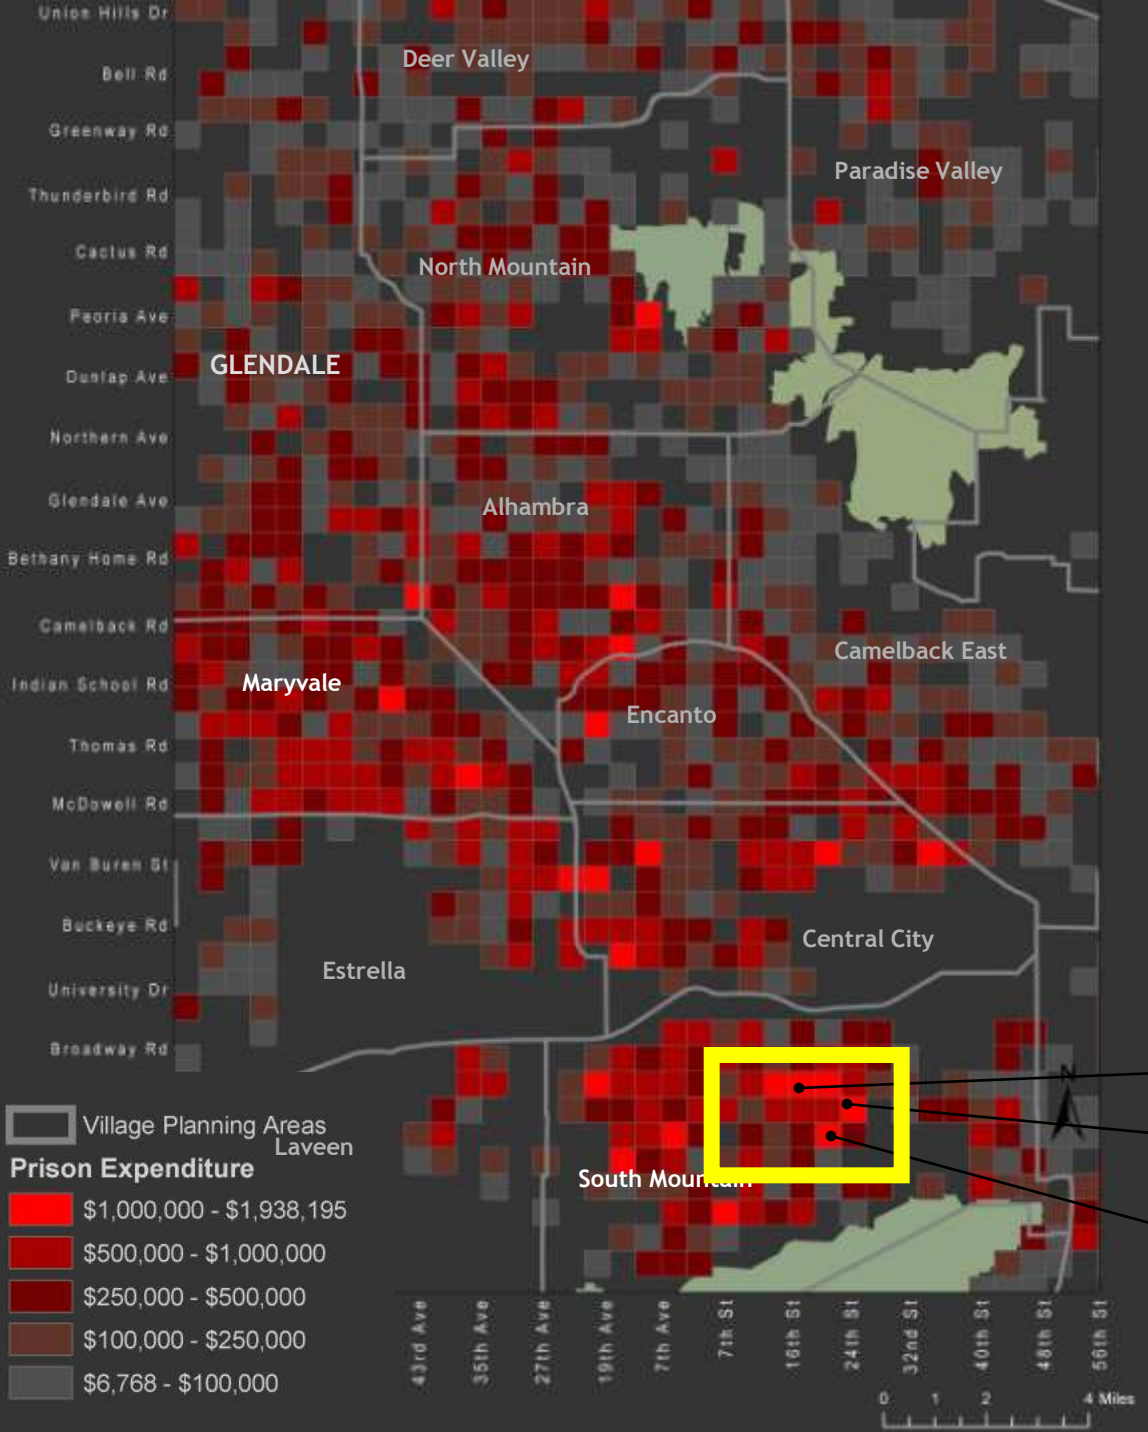 Union Hills Dr
Deer Valley
Bell Rd
Greenway Rd
Paradise Valley
Thunderbird Rd
Cactus Rd
North Mountain
Peoria Ave
GLENDALE
Dunlap Ave
Northern Ave
Glendale Ave
Alhambra
Bethany Home Rd
Camelback Rd
Camelback East
Indian School Rd
Maryvale
Encanto
Thomas Rd
McDowell Rd
Van Buren St
Buckeye Rd
Central City
Estrella
University Dr
Broadway Rd
N
Village Planning Areas
Laveen
Prison Expenditure
South Mountain
$1,000,000 - $1,938,195
$500,000 - $1,000,000
$250,000 - $500,000
$100,000 - $250,000
$6,768 - $100,000
43rd Ave
35th Ave
27th Ave
19th Ave
7th Ave
7th St
16th St
24th St
32nd St
40th St
48th St
56th St
0 1 2 4 Miles